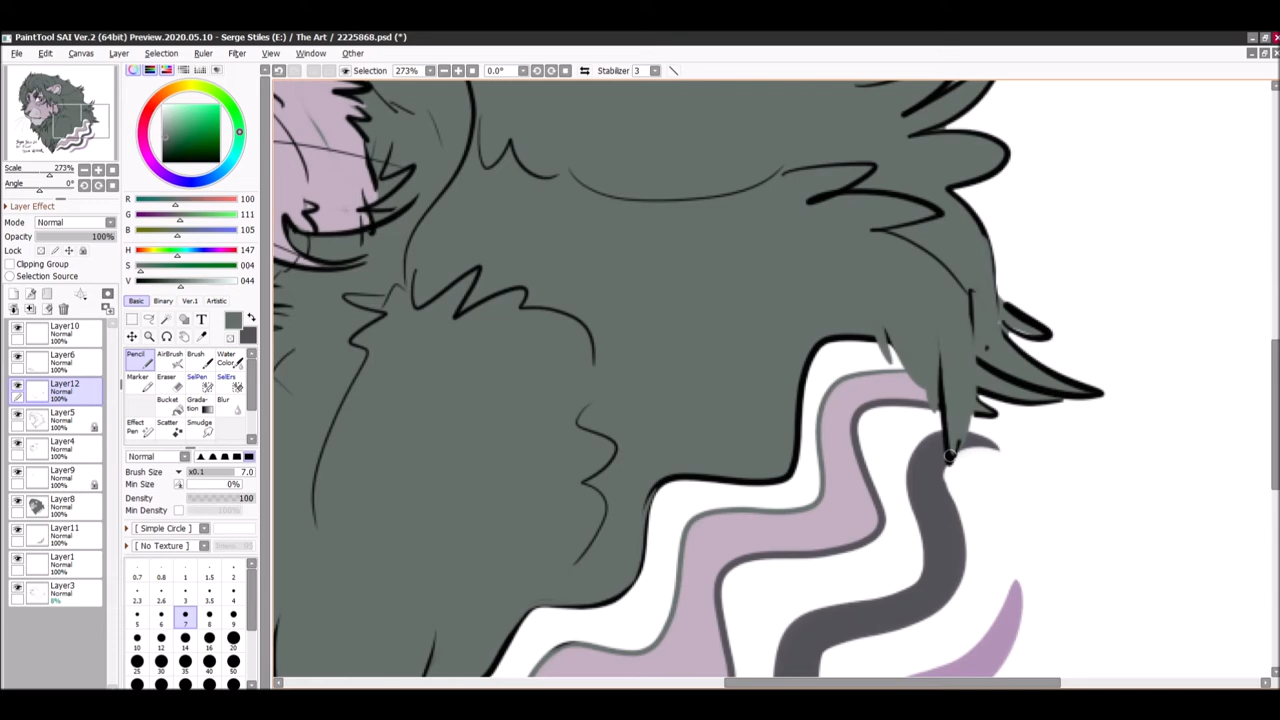 PaintTool SAI Ver.2 (64bit) Preview.2020.05.10 - Serge Stiles (E:) / The Art / 2225868.psd (*)
File Edit Canvas Layer Selection Ruler Filter View Window Other
Selection 273% 0.0° Stabilizer 3
Scale 273%
Angle 0°
Layer Effect
Mode Normal
Opacity 100%
Lock
Clipping Group
Selection Source
Layer10
Normal
100%
Layer6
Normal
100%
Layer12
Normal
100%
Layer5
Normal
100%
Layer4
Normal
100%
Layer9
Normal
100%
Layer8
Normal
100%
Layer11
Normal
100%
Layer1
Normal
100%
Layer3
Normal
8%
R 100
G 111
B 105
H 147
S 004
V 044
Basic Binary Ver.1 Artistic
Pencil AirBrush Brush Water Color
Marker Eraser SelPen SelErs
Bucket Gradation Blur
Effect Pen Scatter Smudge
Normal
Brush Size x0.1 7.0
Min Size 0%
Density 100
Min Density 100%
[ Simple Circle ]
[ No Texture ]
0.7 0.8 1 1.5 2
2.3 2.6 3 3.5 4
5 6 7 8 9
10 12 14 16 20
25 30 35 40 50